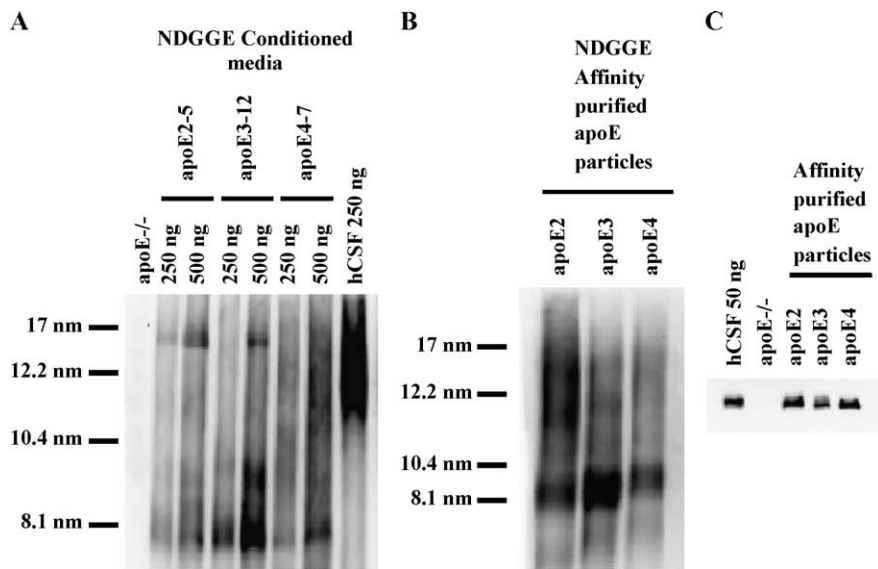 A
NDGGE Conditioned
media
apoE2-5
apoE3-12
apoE4-7
apoE-/-
250 ng
500 ng
250 ng
500 ng
250 ng
500 ng
hCSF 250 ng
17 nm
12.2 nm
10.4 nm
8.1 nm
B
NDGGE
Affinity
purified
apoE
particles
apoE2
apoE3
apoE4
17 nm
12.2 nm
10.4 nm
8.1 nm
C
Affinity
purified
apoE
particles
hCSF 50 ng
apoE-/-
apoE2
apoE3
apoE4